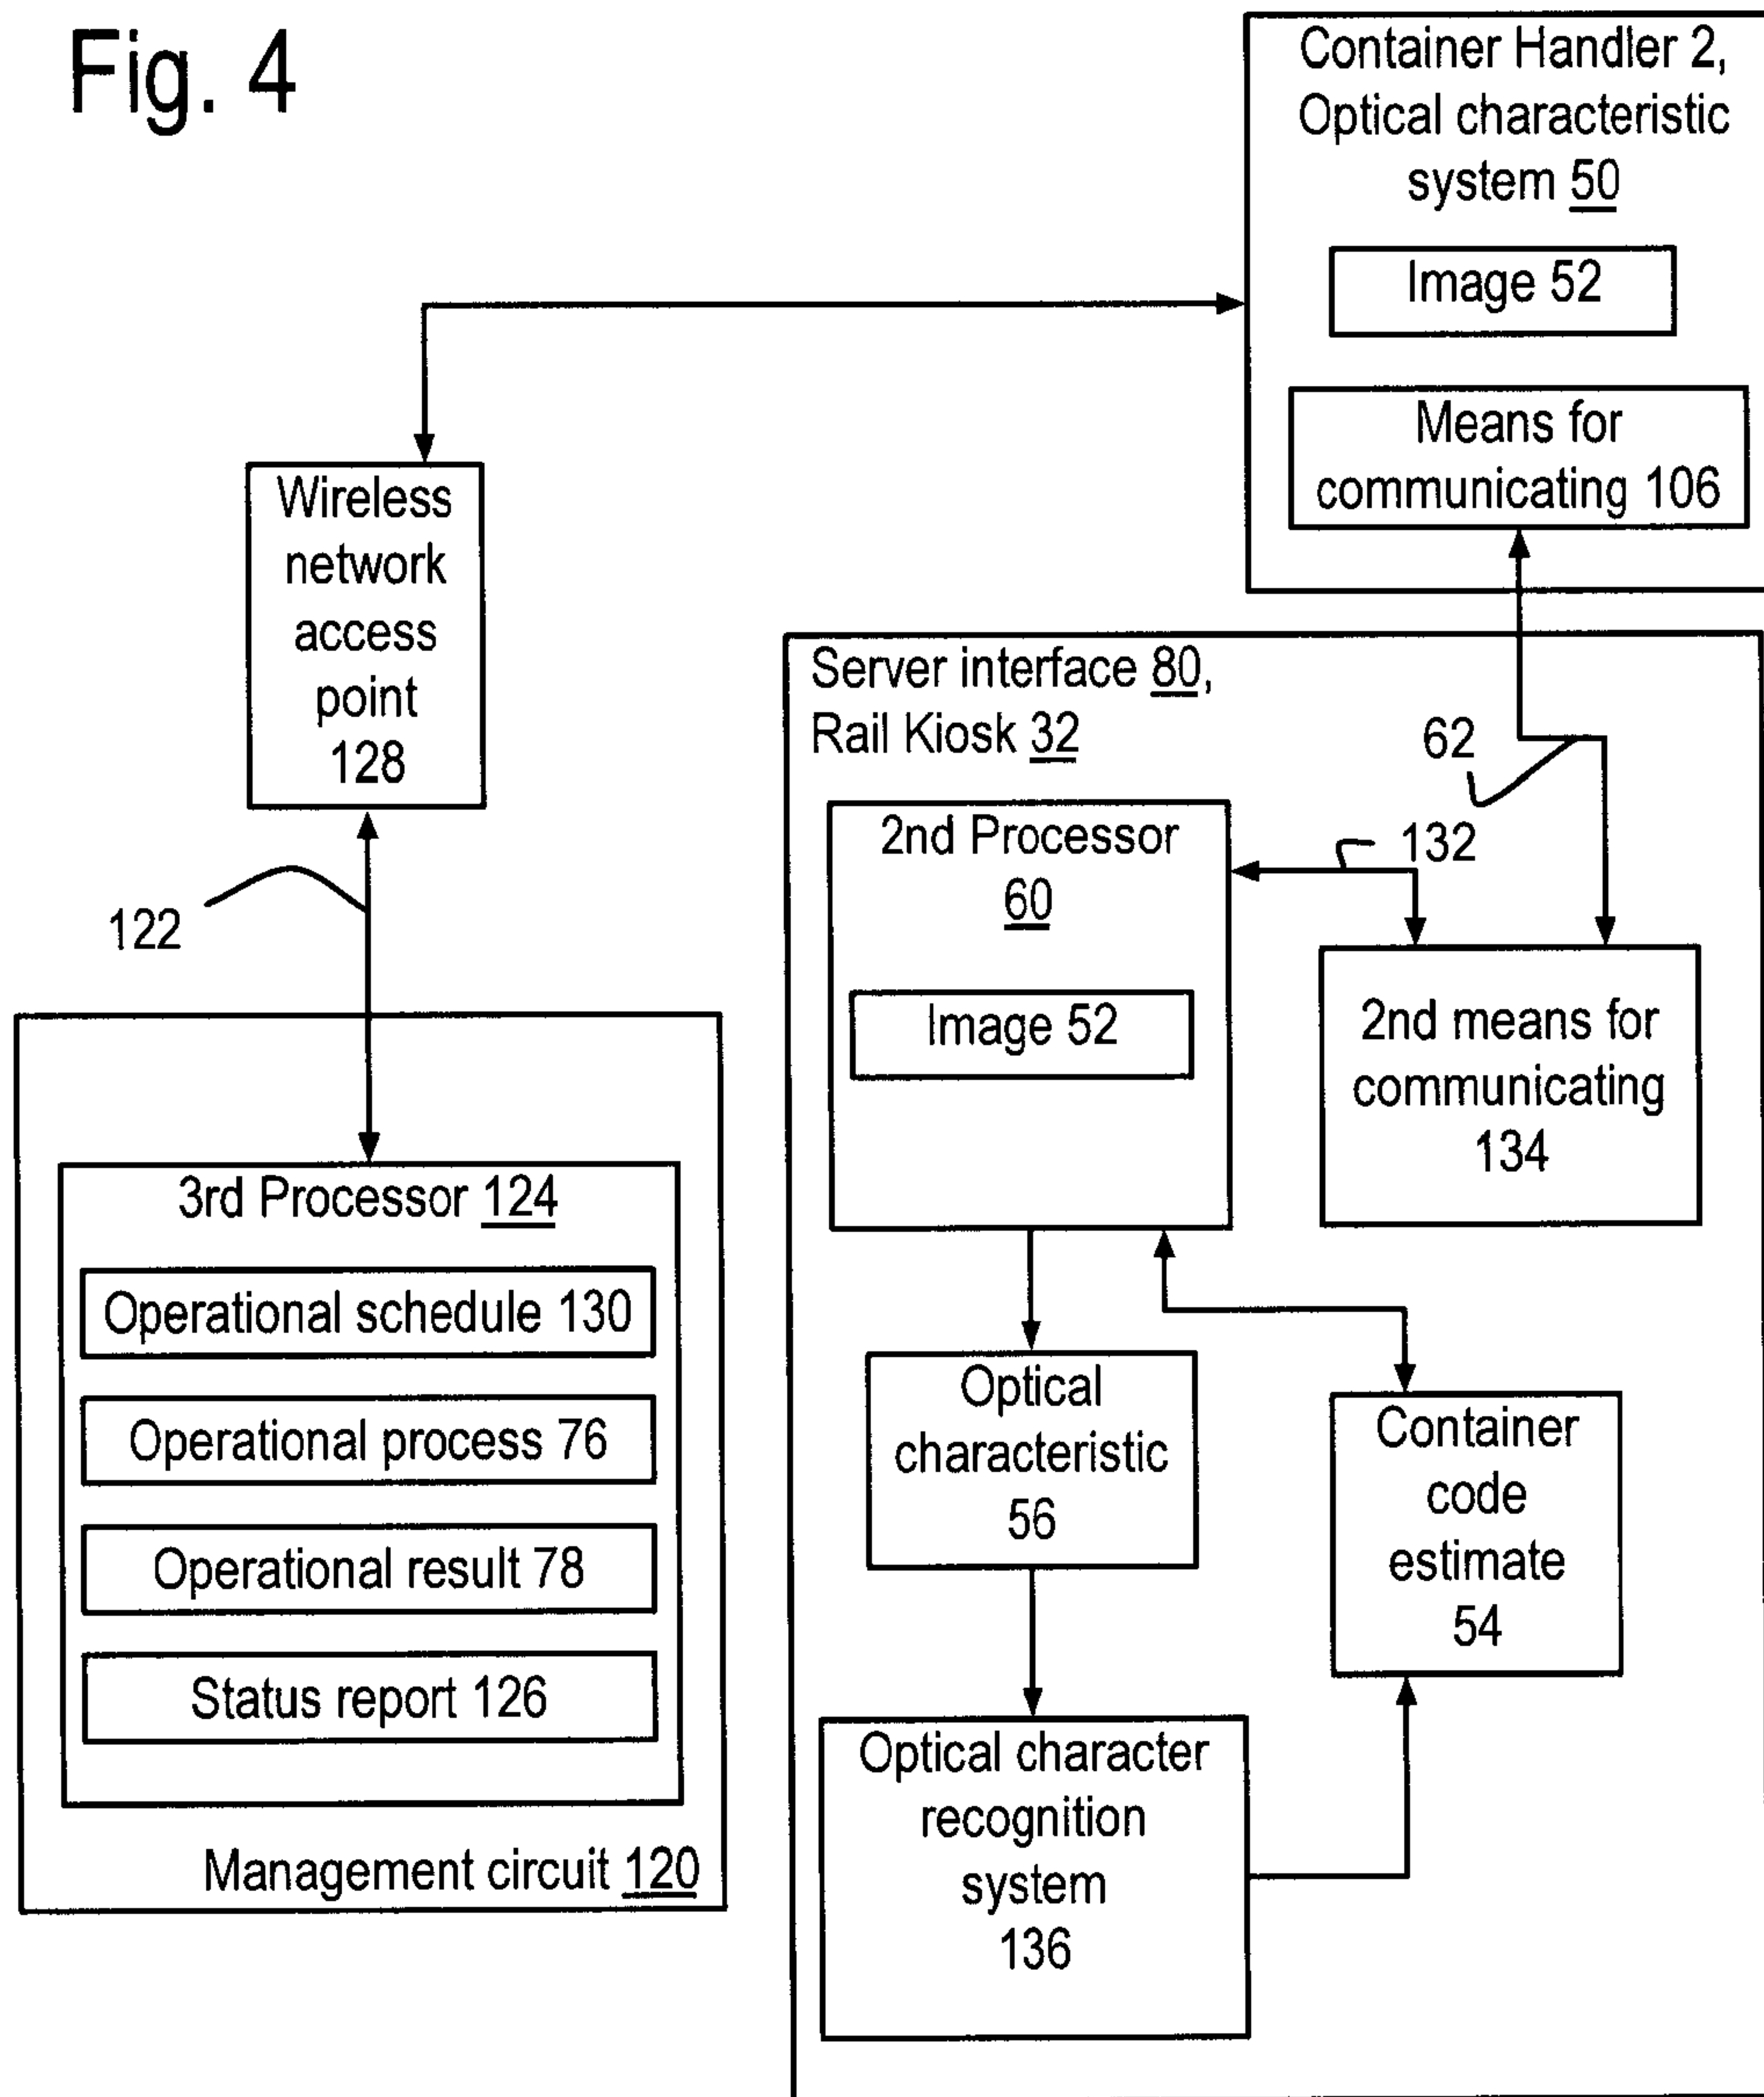 Fig. 4
Container Handler 2,
Optical characteristic
system 50
Image 52
Means for
communicating 106
Wireless
network
access
point
128
122
3rd Processor 124
Operational schedule 130
Operational process 76
Operational result 78
Status report 126
Management circuit 120
Server interface 80,
Rail Kiosk 32
62
132
2nd Processor
60
Image 52
2nd means for
communicating
134
Optical
characteristic
56
Container
code
estimate
54
Optical character
recognition
system
136